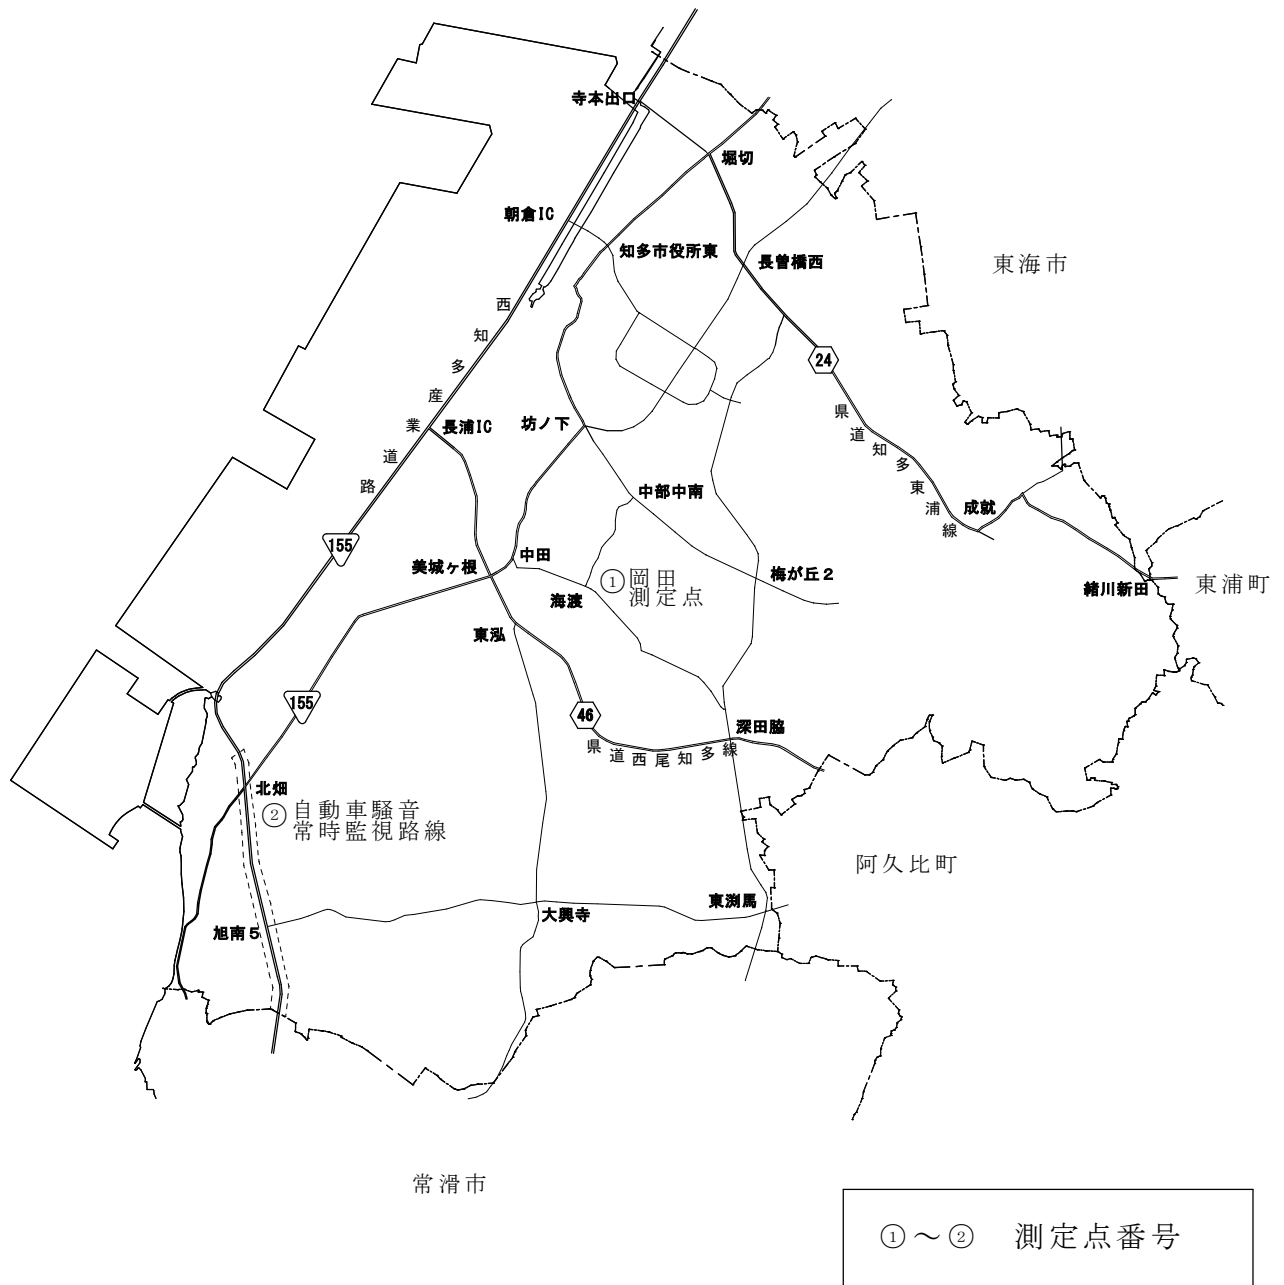 寺本出口
堀切
朝倉IC
知多市役所東
長曽橋西
東海市
西知多産業道路
24
長浦IC
坊ノ下
県道知多東浦線
中部中南
成就
155
中田
美城ヶ根
① 岡田
測定点
梅が丘2
海渡
緒川新田
東浦町
東泓
155
46
深田脇
県道西尾知多線
北畑
② 自動車騒音
常時監視路線
阿久比町
東渕馬
大興寺
旭南5
常滑市
①～② 測定点番号